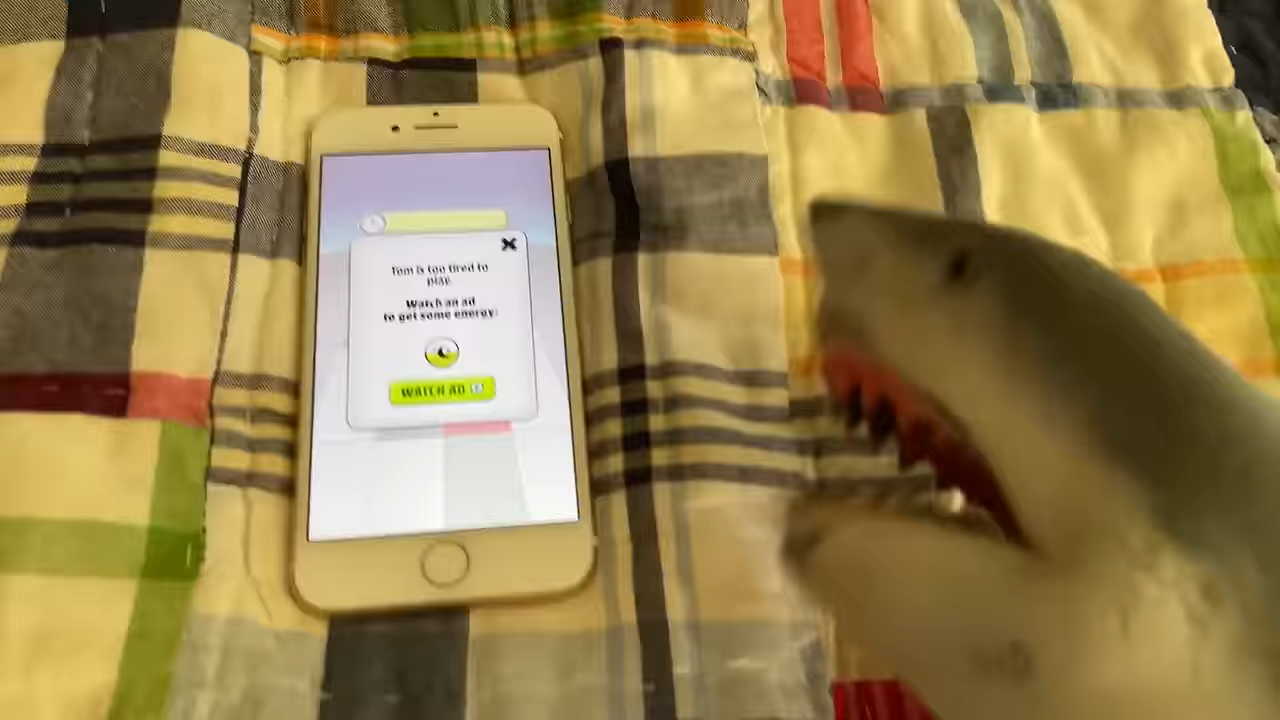 Tom is too tired to
play.
Watch an ad
to get some energy:
WATCH AD